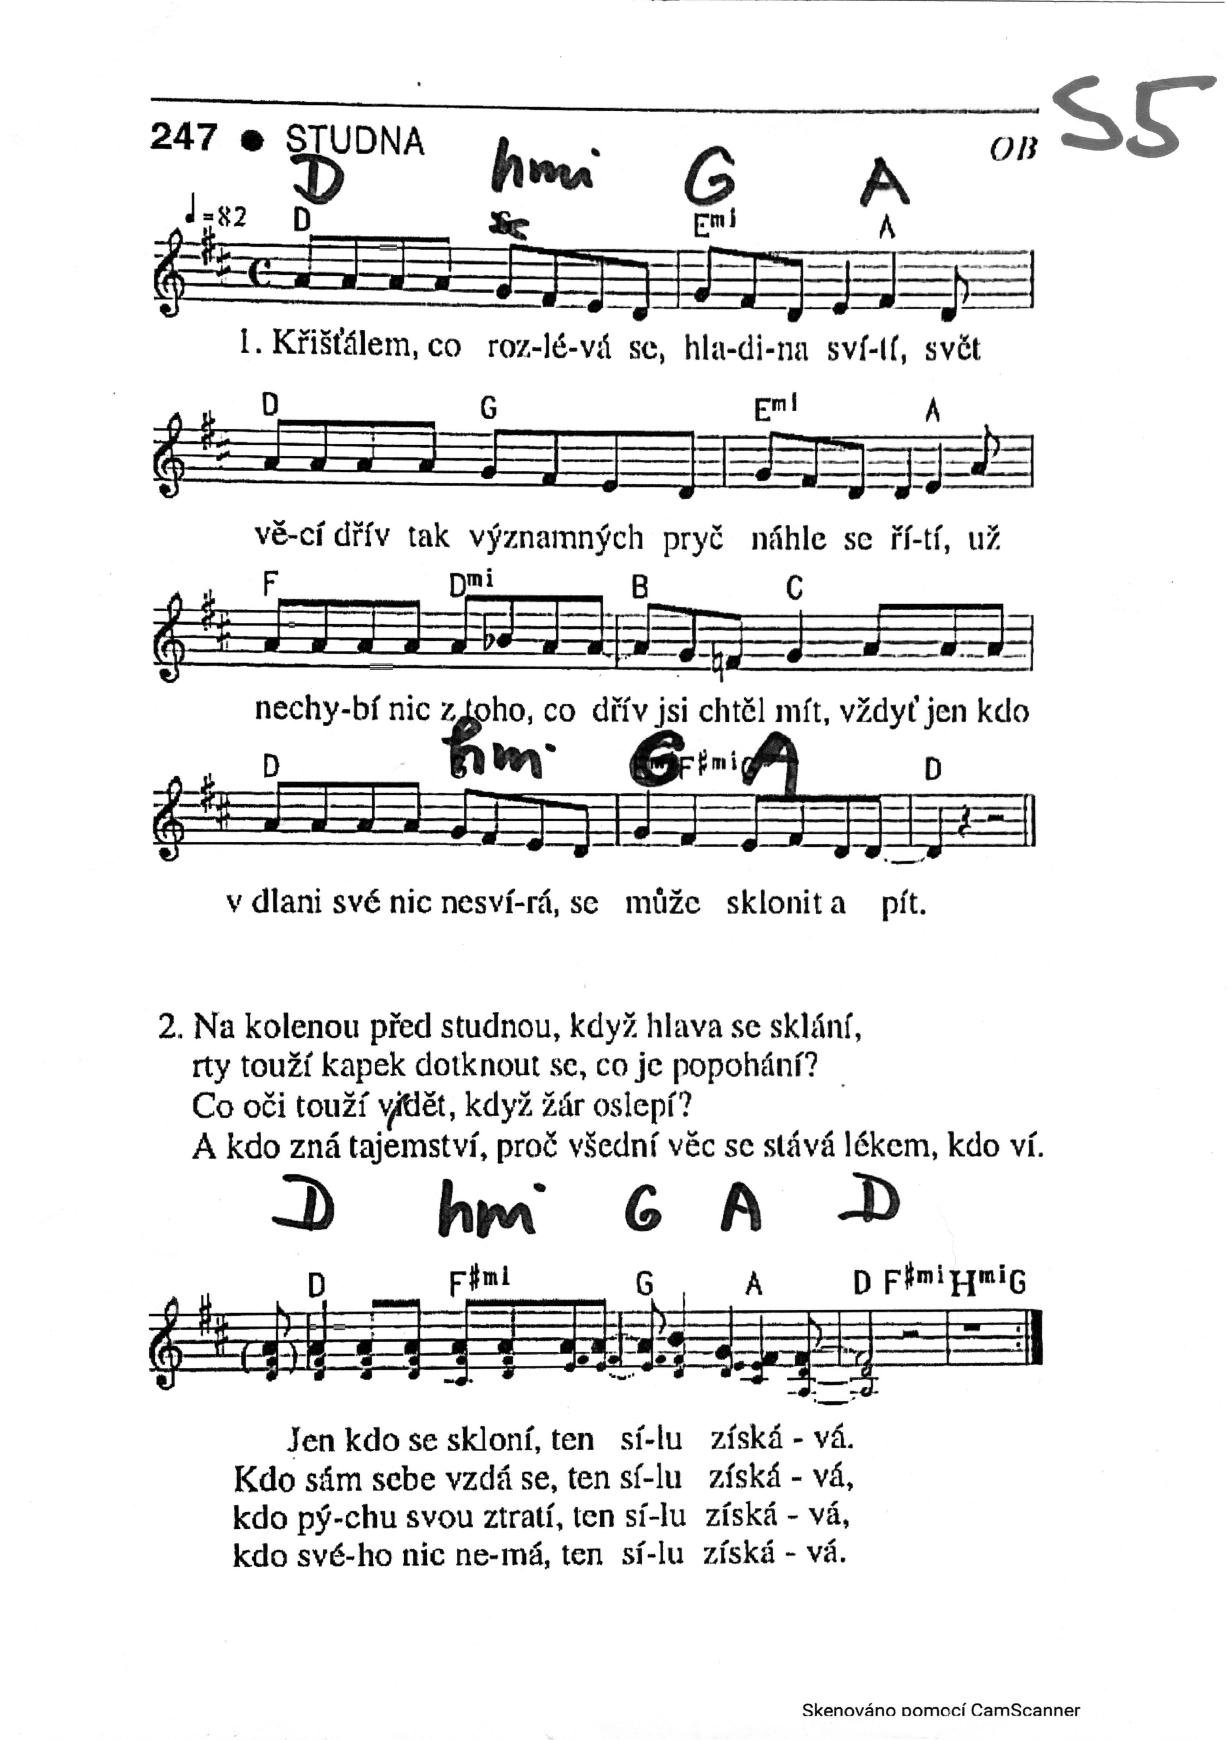 S5
247 ● STUDNA OB
D hmi G A
♩=82 D Emi A
1. Křišťálem, co roz-lé-vá se, hla-di-na sví-tí, svět
D G Emi A
vě-cí dřív tak významných pryč náhle se ří-tí, už
F Dmi B C
nechy-bí nic z toho, co dřív jsi chtěl mít, vždyť jen kdo
D hmi G F♯mi A D
v dlani své nic nesví-rá, se může sklonit a pít.
2. Na kolenou před studnou, když hlava se sklání,
rty touží kapek dotknout se, co je popohání?
Co oči touží vidět, když žár oslepí?
A kdo zná tajemství, proč všední věc se stává lékem, kdo ví.
D hmi G A D
D F♯mi G A D F♯mi Hmi G
Jen kdo se skloní, ten sí-lu získá - vá.
Kdo sám sebe vzdá se, ten sí-lu získá - vá,
kdo pý-chu svou ztratí, ten sí-lu získá - vá,
kdo své-ho nic ne-má, ten sí-lu získá - vá.
Skenováno pomocí CamScanner